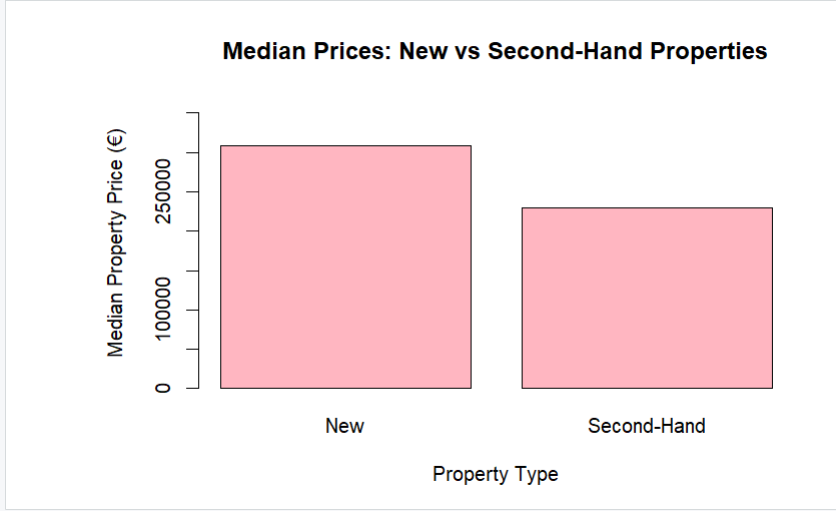 Median Prices: New vs Second-Hand Properties
Median Property Price (€)
250000
100000
0
New
Second-Hand
Property Type